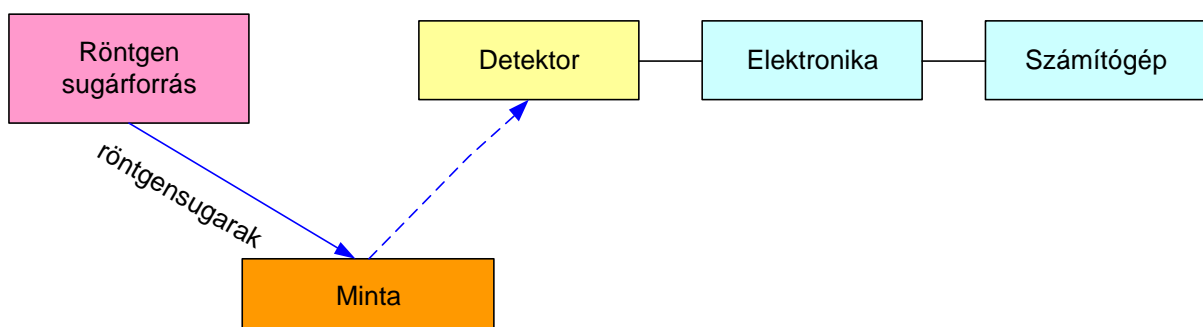 Röntgen
sugárforrás
Detektor
Elektronika
Számítógép
röntgensugarak
Minta